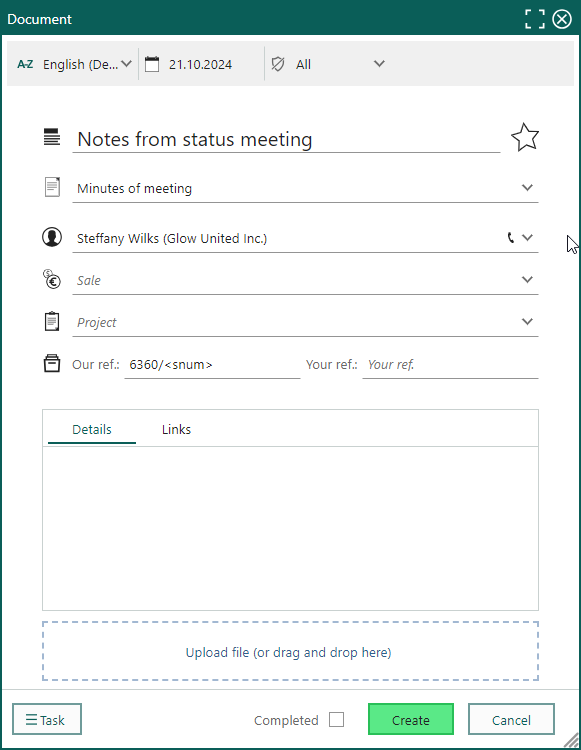 Document
A-Z English (De... 21.10.2024 All
Notes from status meeting
Minutes of meeting
Steffany Wilks (Glow United Inc.)
Sale
Project
Our ref.: 6360/<snum> Your ref.: Your ref.
Details Links
Upload file (or drag and drop here)
Task Completed Create Cancel